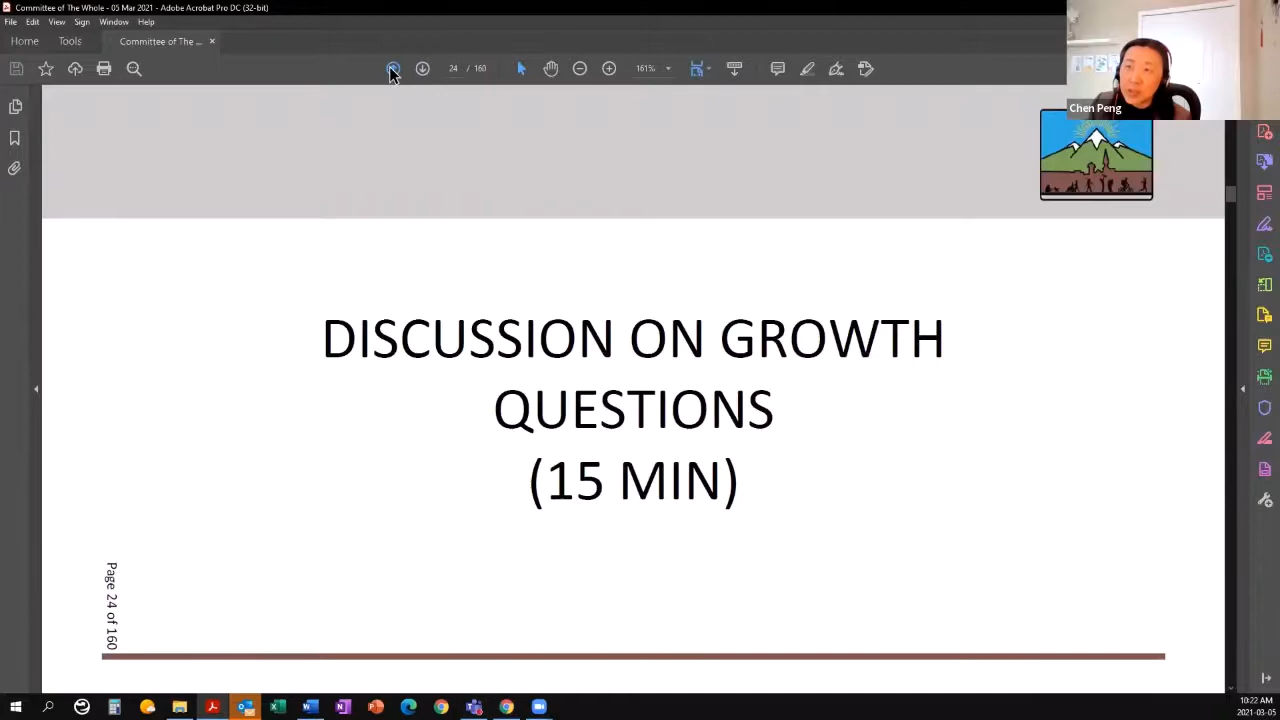 Committee of The Whole - 05 Mar 2021 - Adobe Acrobat Pro DC (32-bit)
File Edit View Sign Window Help
Home Tools Committee of The ... ×
24 / 160 161%
Chen Peng
DISCUSSION ON GROWTH
QUESTIONS
(15 MIN)
Page 24 of 160
10:22 AM
2021-03-05